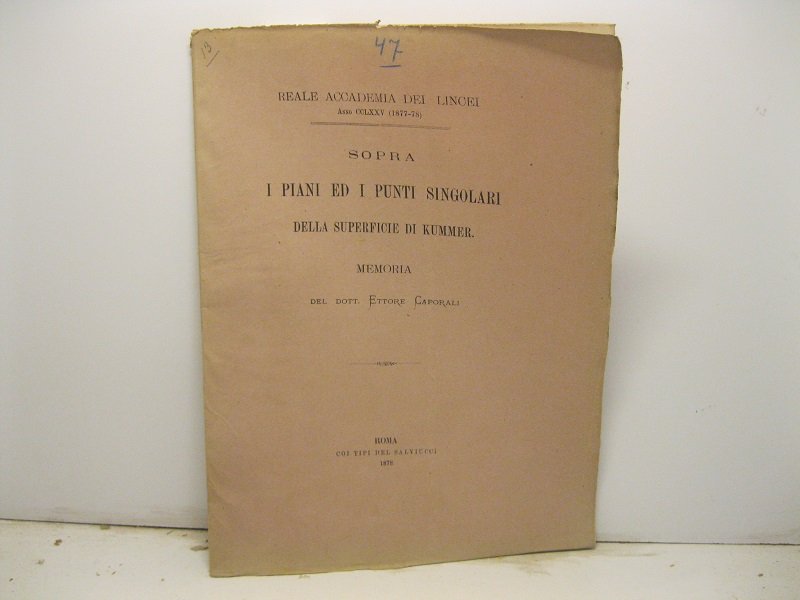 13
47
REALE ACCADEMIA DEI LINCEI
ANNO CCLXXV (1877-78)
SOPRA
I PIANI ED I PUNTI SINGOLARI
DELLA SUPERFICIE DI KUMMER.
MEMORIA
DEL DOTT. ETTORE CAPORALI
ROMA
COI TIPI DEL SALVIUCCI
1878